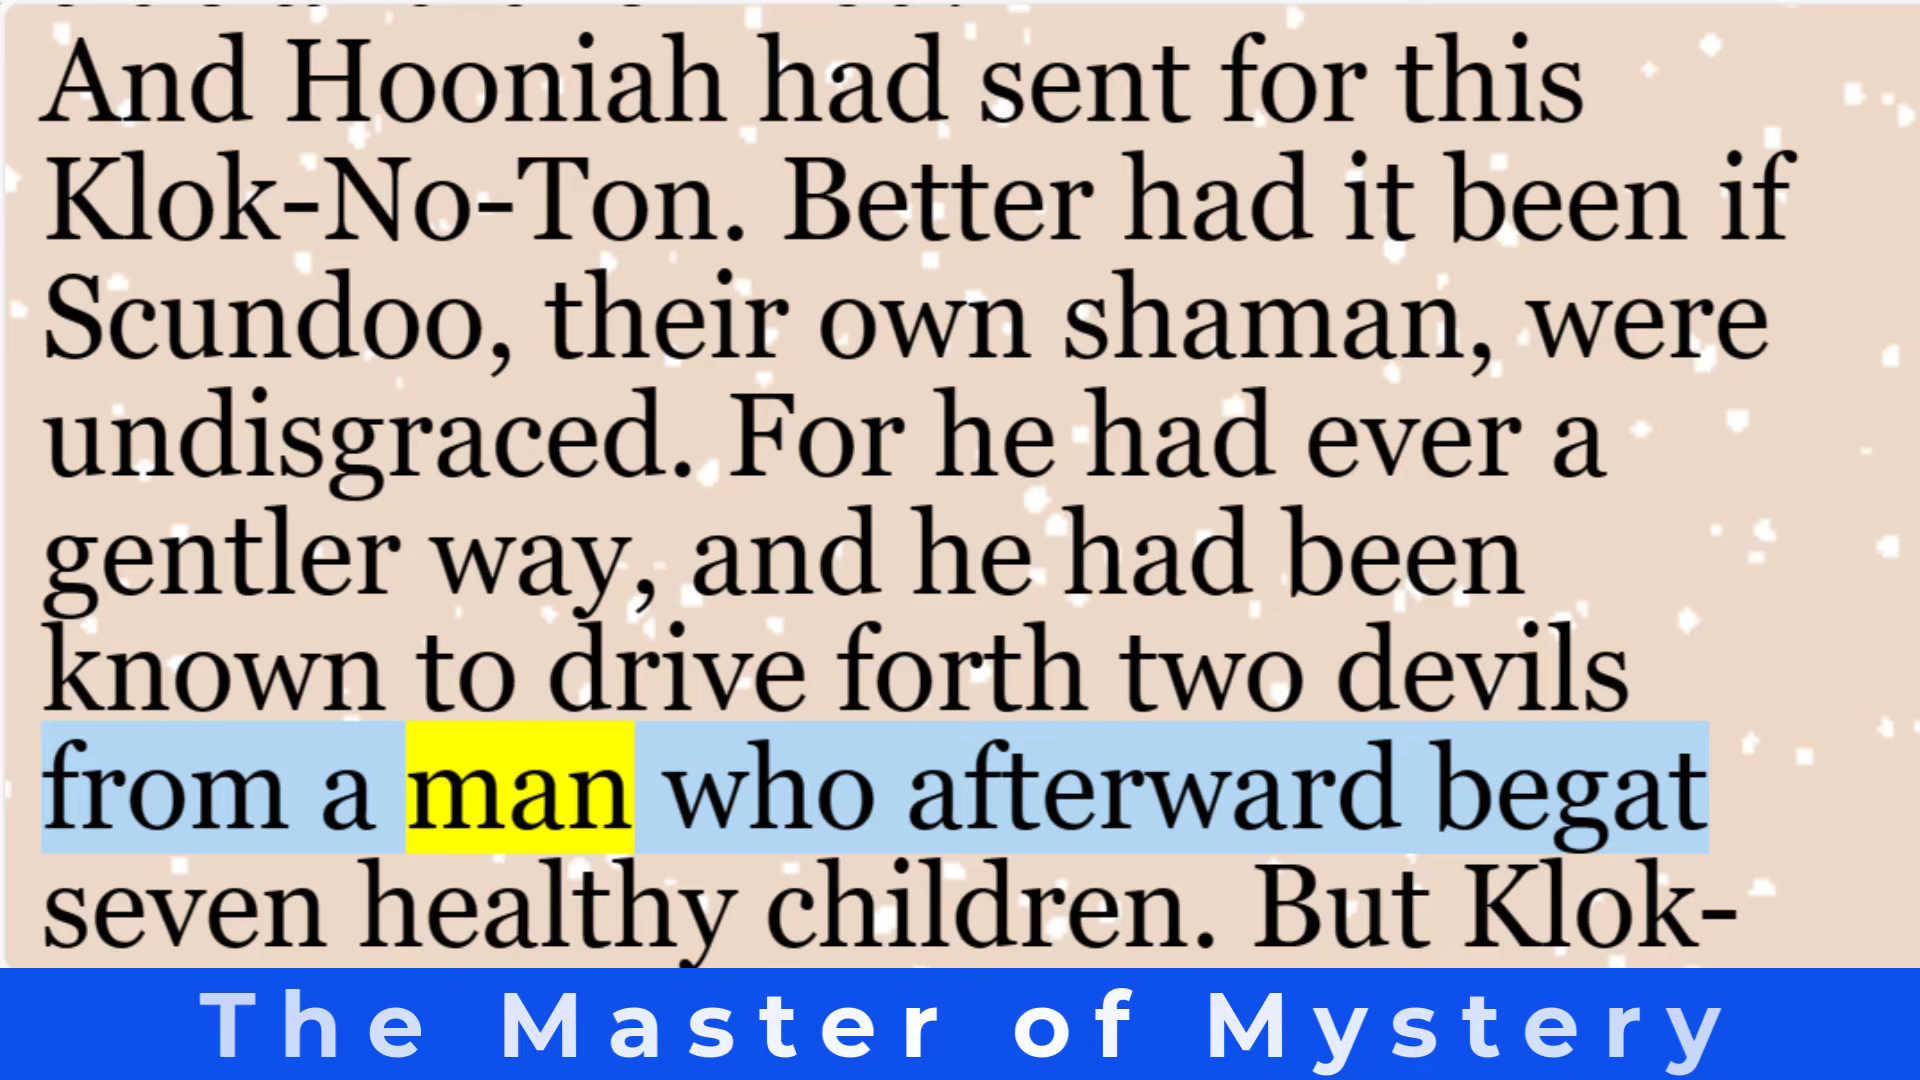 And Hooniah had sent for this
Klok-No-Ton. Better had it been if
Scundoo, their own shaman, were
undisgraced. For he had ever a
gentler way, and he had been
known to drive forth two devils
from a man who afterward begat
seven healthy children. But Klok-
The Master of Mystery